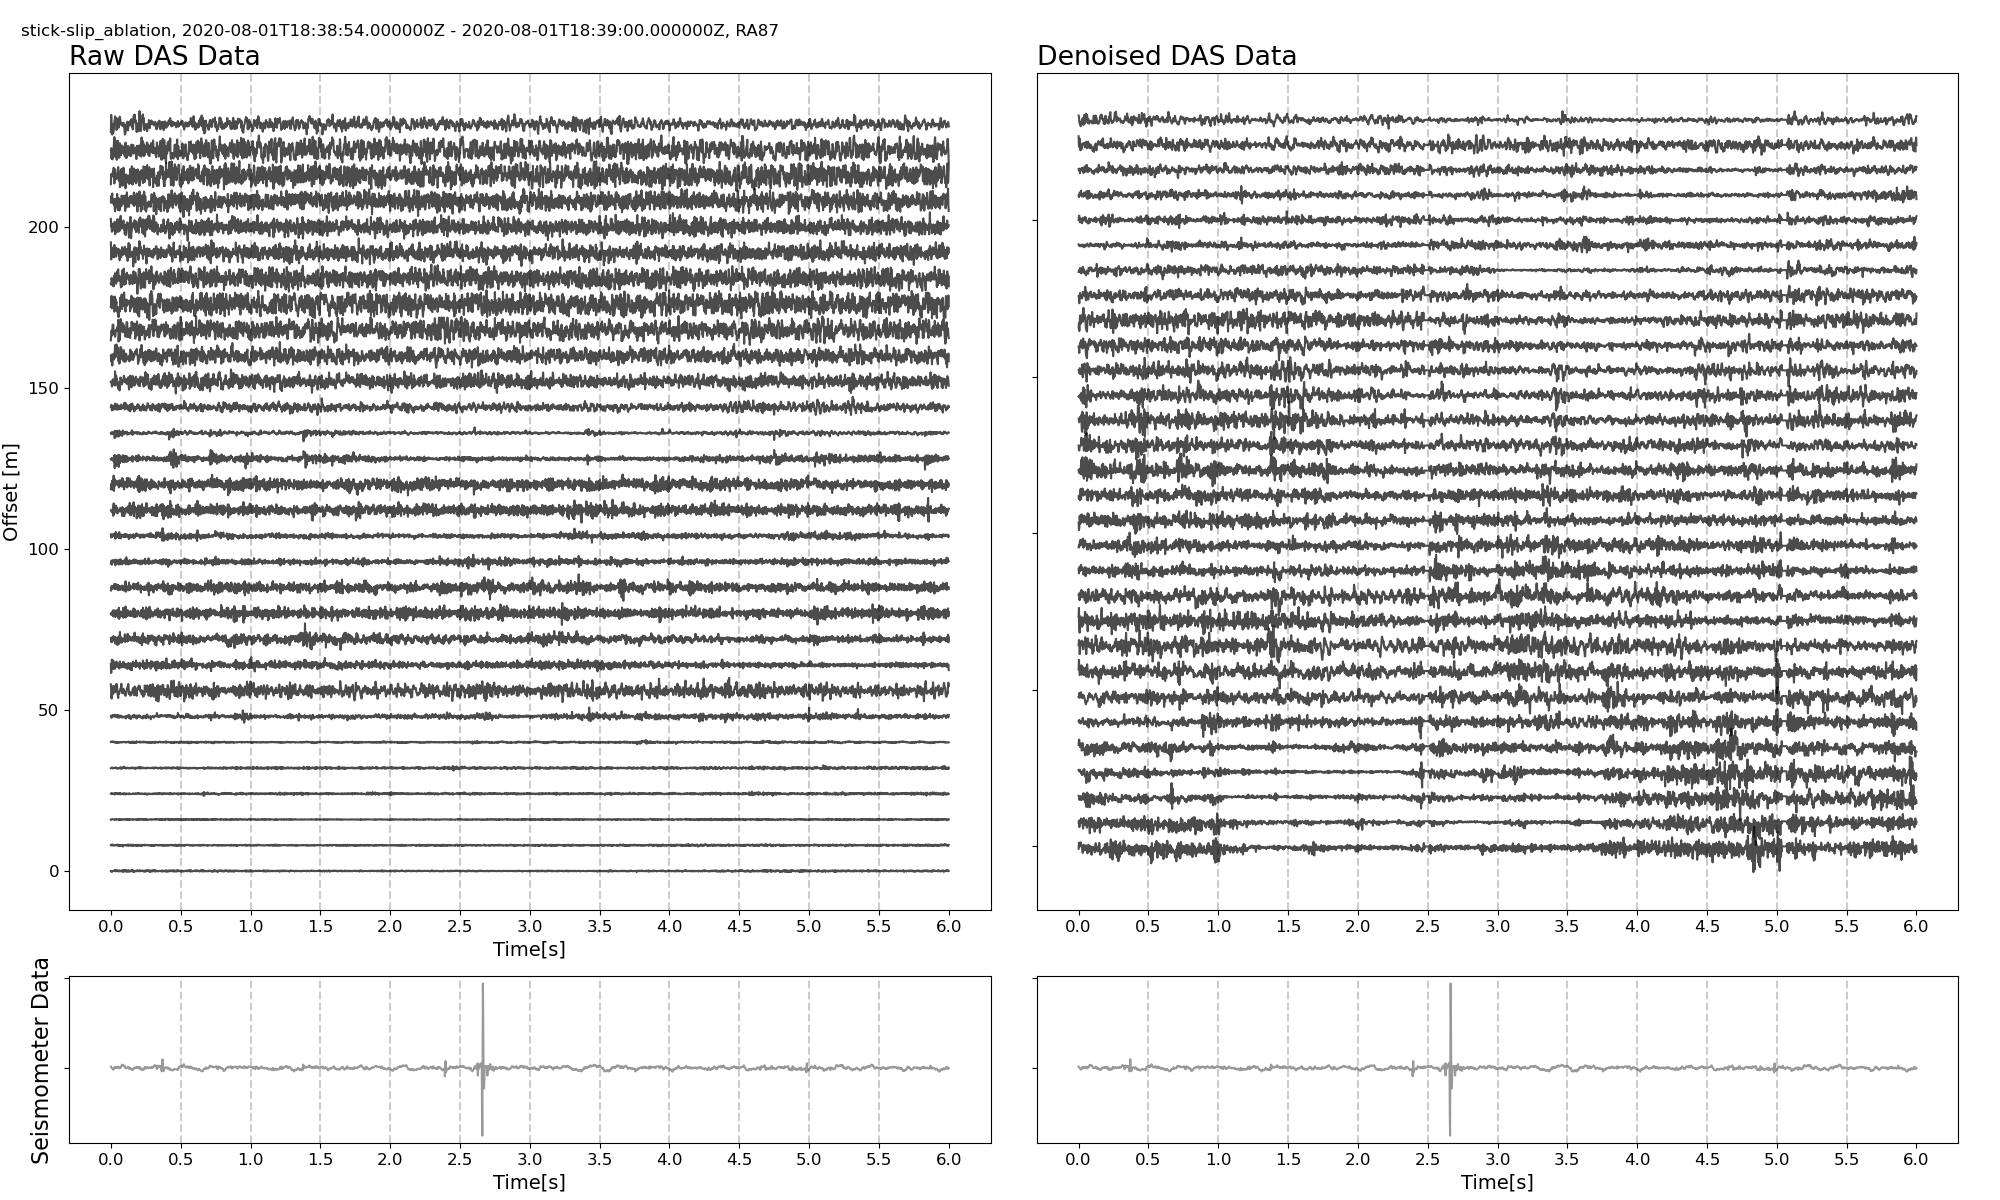 stick-slip_ablation, 2020-08-01T18:38:54.000000Z - 2020-08-01T18:39:00.000000Z, RA87
Raw DAS Data
Denoised DAS Data
Offset [m]
200
150
100
50
0
0.0 0.5 1.0 1.5 2.0 2.5 3.0 3.5 4.0 4.5 5.0 5.5 6.0
Time[s]
0.0 0.5 1.0 1.5 2.0 2.5 3.0 3.5 4.0 4.5 5.0 5.5 6.0
Seismometer Data
0.0 0.5 1.0 1.5 2.0 2.5 3.0 3.5 4.0 4.5 5.0 5.5 6.0
Time[s]
0.0 0.5 1.0 1.5 2.0 2.5 3.0 3.5 4.0 4.5 5.0 5.5 6.0
Time[s]